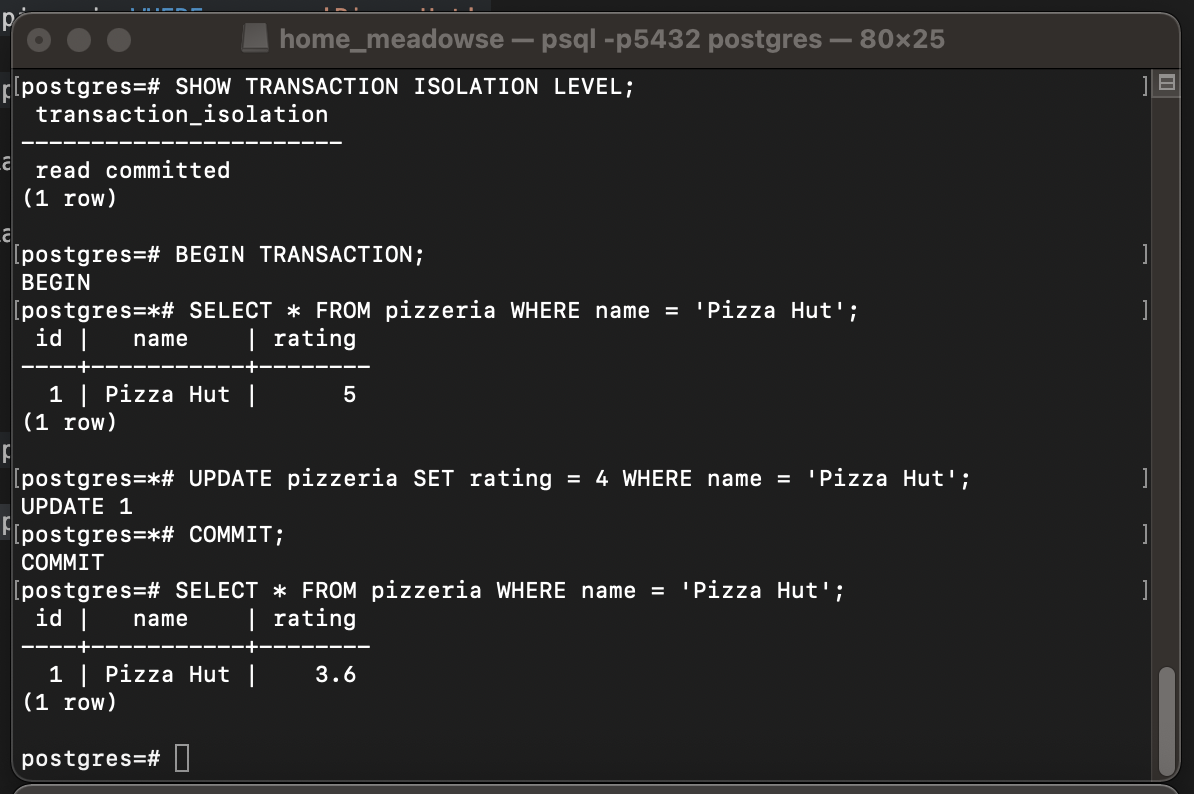 WHERE
home_meadowse — psql -p5432 postgres — 80×25
[postgres=# SHOW TRANSACTION ISOLATION LEVEL; ]
 transaction_isolation
-----------------------
 read committed
(1 row)

[postgres=# BEGIN TRANSACTION; ]
BEGIN
[postgres=*# SELECT * FROM pizzeria WHERE name = 'Pizza Hut'; ]
 id |   name    | rating
----+-----------+--------
  1 | Pizza Hut |      5
(1 row)

[postgres=*# UPDATE pizzeria SET rating = 4 WHERE name = 'Pizza Hut'; ]
UPDATE 1
[postgres=*# COMMIT; ]
COMMIT
[postgres=# SELECT * FROM pizzeria WHERE name = 'Pizza Hut'; ]
 id |   name    | rating
----+-----------+--------
  1 | Pizza Hut |    3.6
(1 row)

postgres=#